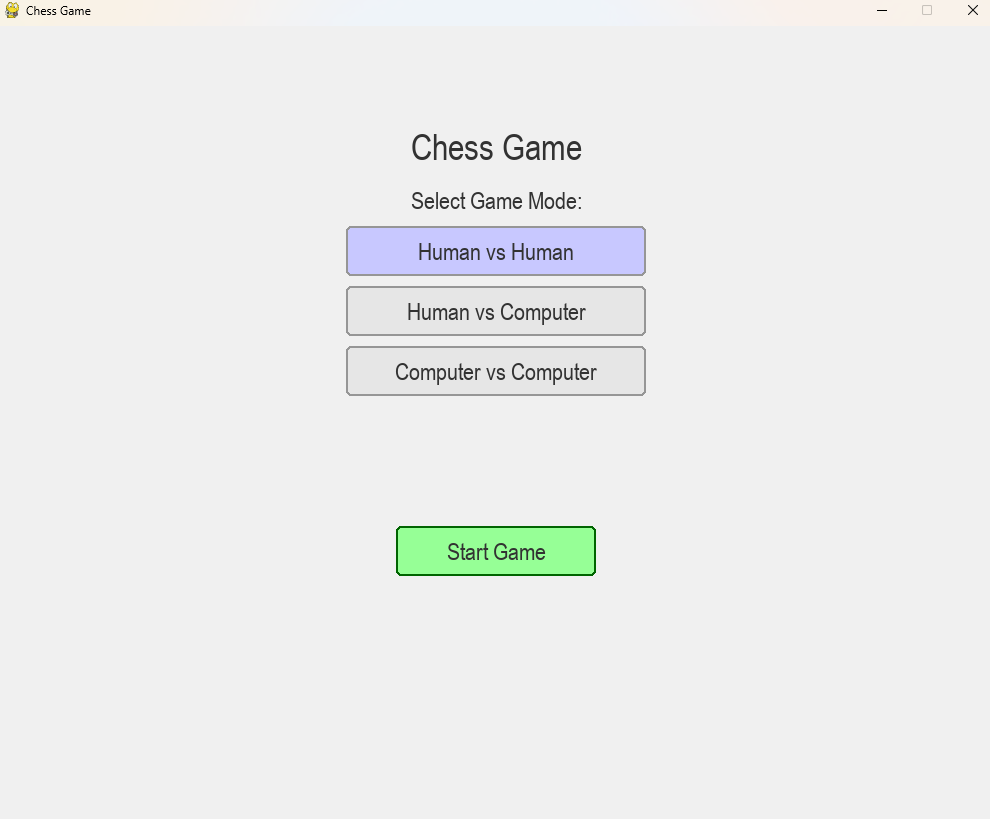 Chess Game
Chess Game
Select Game Mode:
Human vs Human
Human vs Computer
Computer vs Computer
Start Game